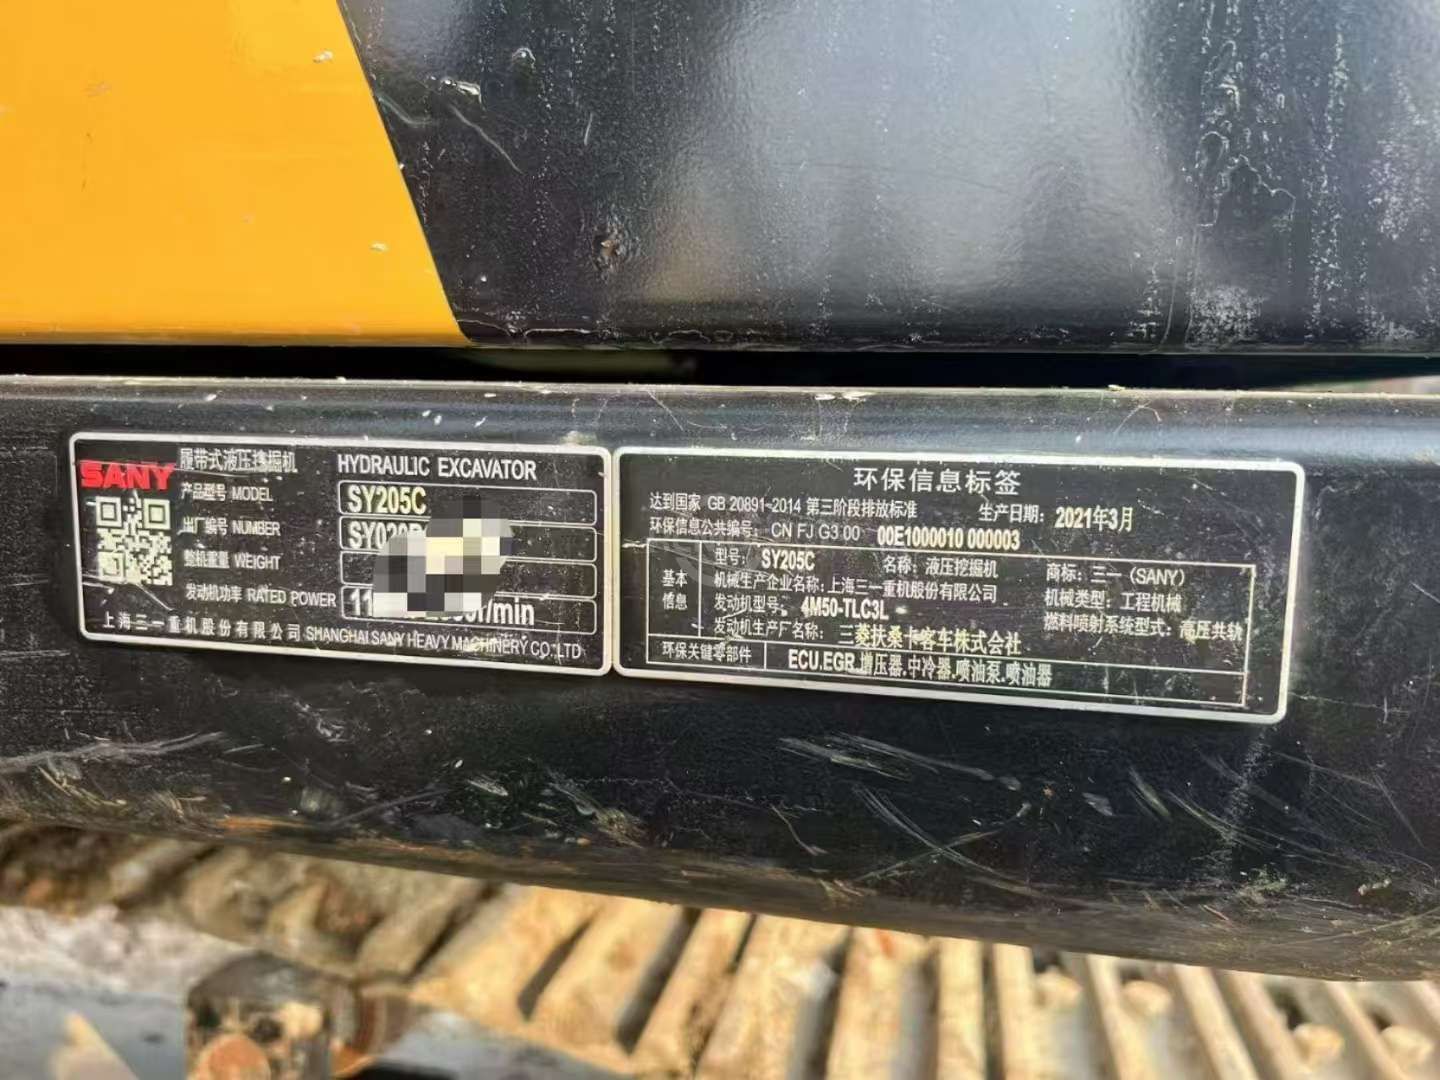 SANY
履带式液压挖掘机 HYDRAULIC EXCAVATOR
产品型号 MODEL SY205C
出厂编号 NUMBER SY020
整机重量 WEIGHT
发动机功率 RATED POWER 11 r/min
上海三一重机股份有限公司 SHANGHAI SANY HEAVY MACHINERY CO., LTD
环保信息标签
达到国家 GB 20891-2014 第三阶段排放标准 生产日期: 2021年3月
环保信息公共编号: CN FJ G3 00 00E1000010 000003
基本信息
型号: SY205C 名称: 液压挖掘机 商标: 三一 (SANY)
机械生产企业名称: 上海三一重机股份有限公司 机械类型: 工程机械
发动机型号: 4M50-TLC3L 燃料喷射系统型式: 高压共轨
发动机生产厂名称: 三菱扶桑卡客车株式会社
环保关键零部件 ECU.EGR.增压器.中冷器.喷油泵.喷油器